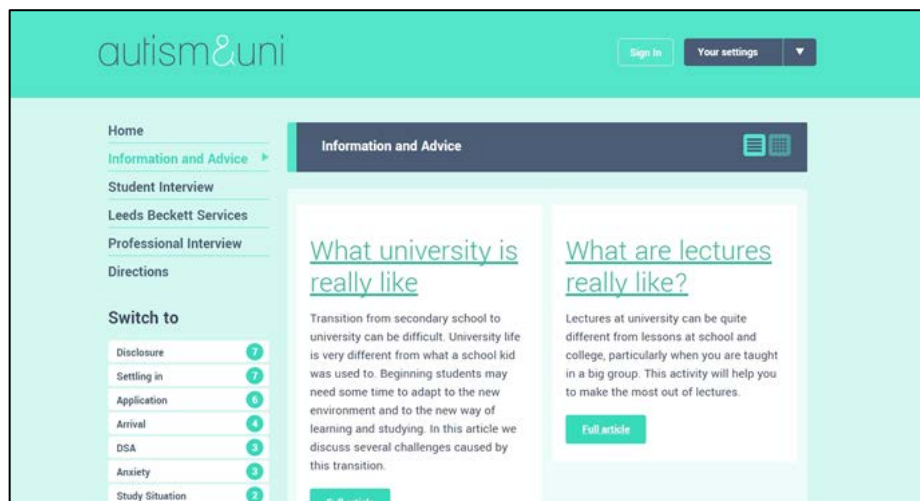 autism&uni
Sign In
Your settings
Home
Information and Advice
Student Interview
Leeds Beckett Services
Professional Interview
Directions
Switch to
Disclosure 7
Settling in 7
Application 6
Arrival 4
DSA 3
Anxiety 3
Study Situation 2
Information and Advice
What university is
really like
Transition from secondary school to
university can be difficult. University life
is very different from what a school kid
was used to. Beginning students may
need some time to adapt to the new
environment and to the new way of
learning and studying. In this article we
discuss several challenges caused by
this transition.
Full article
What are lectures
really like?
Lectures at university can be quite
different from lessons at school and
college, particularly when you are taught
in a big group. This activity will help you
to make the most out of lectures.
Full article